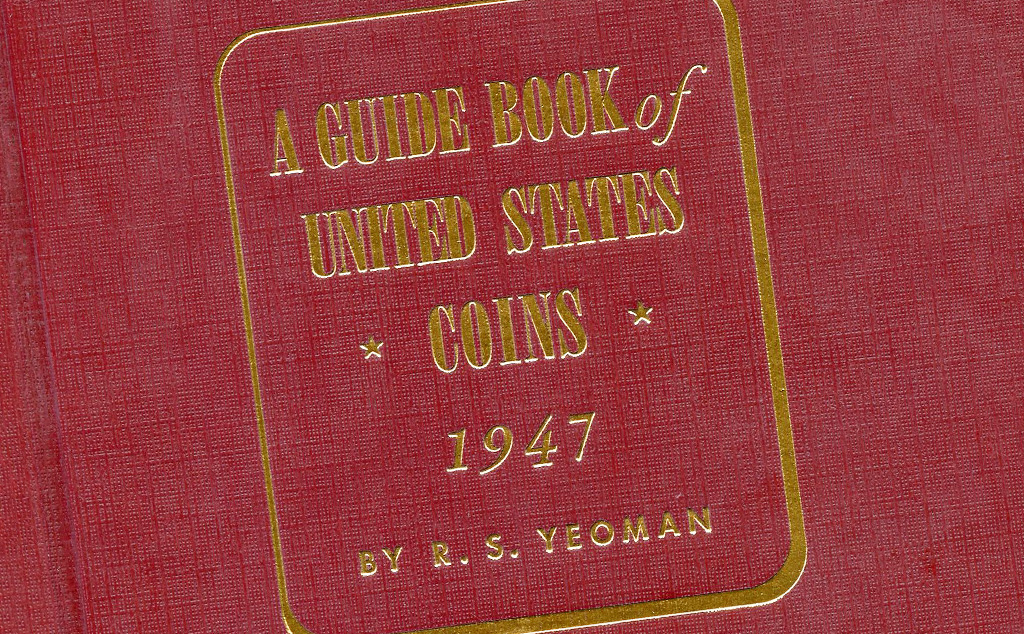 A GUIDE BOOK of
UNITED STATES
COINS
1947
BY R. S. YEOMAN